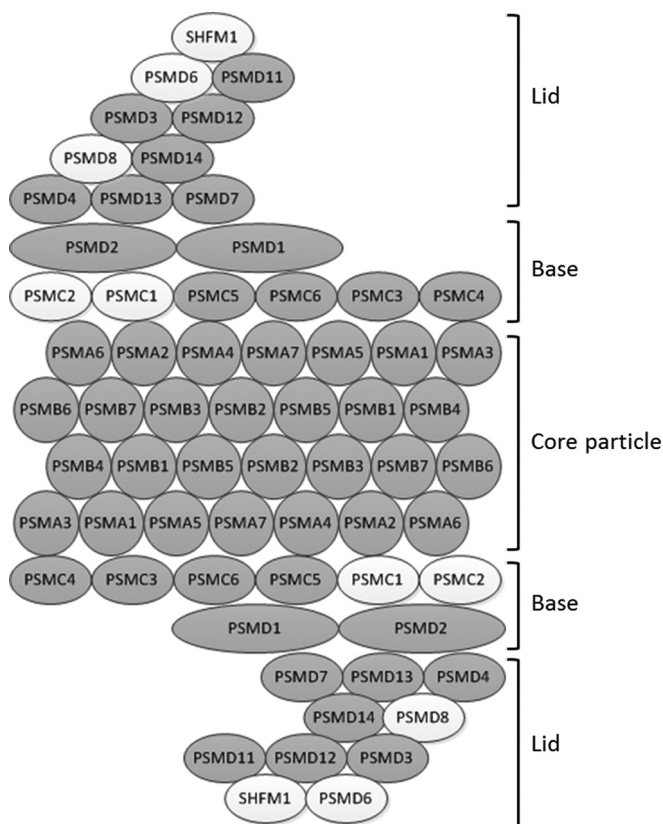 SHFM1
PSMD6 PSMD11
Lid
PSMD3 PSMD12
PSMD8 PSMD14
PSMD4 PSMD13 PSMD7
PSMD2 PSMD1
Base
PSMC2 PSMC1 PSMC5 PSMC6 PSMC3 PSMC4
PSMA6 PSMA2 PSMA4 PSMA7 PSMA5 PSMA1 PSMA3
PSMB6 PSMB7 PSMB3 PSMB2 PSMB5 PSMB1 PSMB4
Core particle
PSMB4 PSMB1 PSMB5 PSMB2 PSMB3 PSMB7 PSMB6
PSMA3 PSMA1 PSMA5 PSMA7 PSMA4 PSMA2 PSMA6
PSMC4 PSMC3 PSMC6 PSMC5 PSMC1 PSMC2
Base
PSMD1 PSMD2
PSMD7 PSMD13 PSMD4
PSMD14 PSMD8
Lid
PSMD11 PSMD12 PSMD3
SHFM1 PSMD6